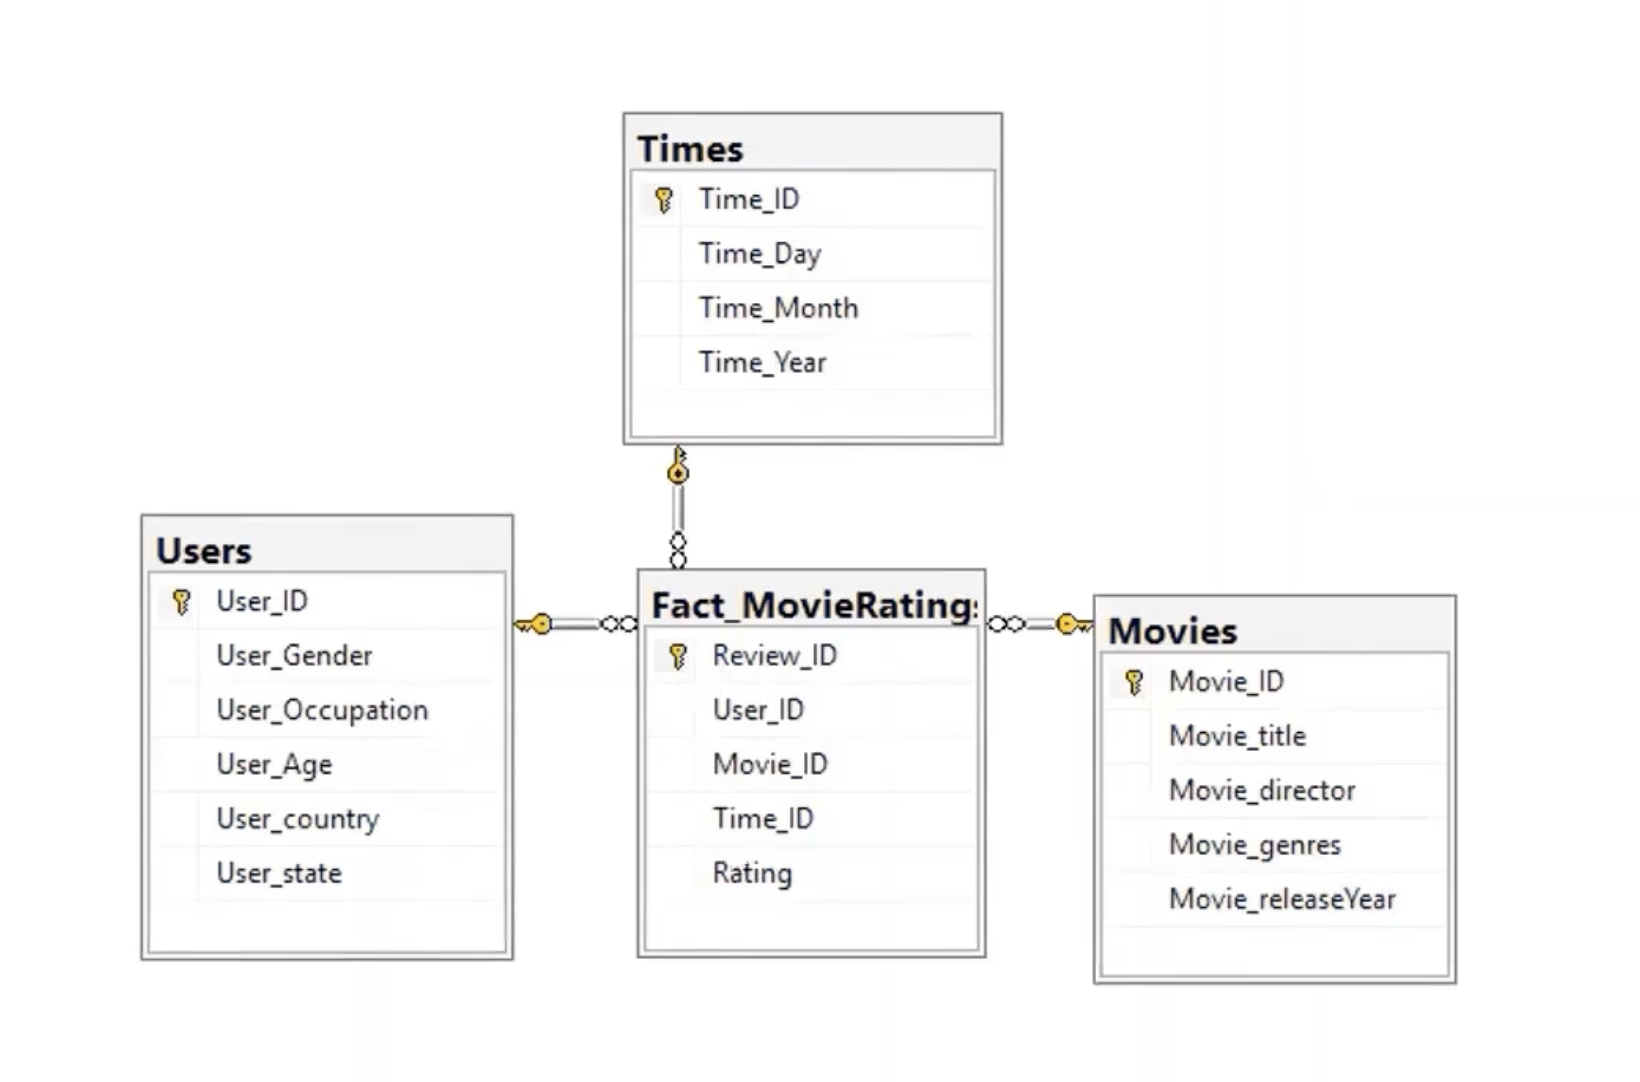 Times
Time_ID
Time_Day
Time_Month
Time_Year
Users
User_ID
User_Gender
User_Occupation
User_Age
User_country
User_state
Fact_MovieRatings
Review_ID
User_ID
Movie_ID
Time_ID
Rating
Movies
Movie_ID
Movie_title
Movie_director
Movie_genres
Movie_releaseYear